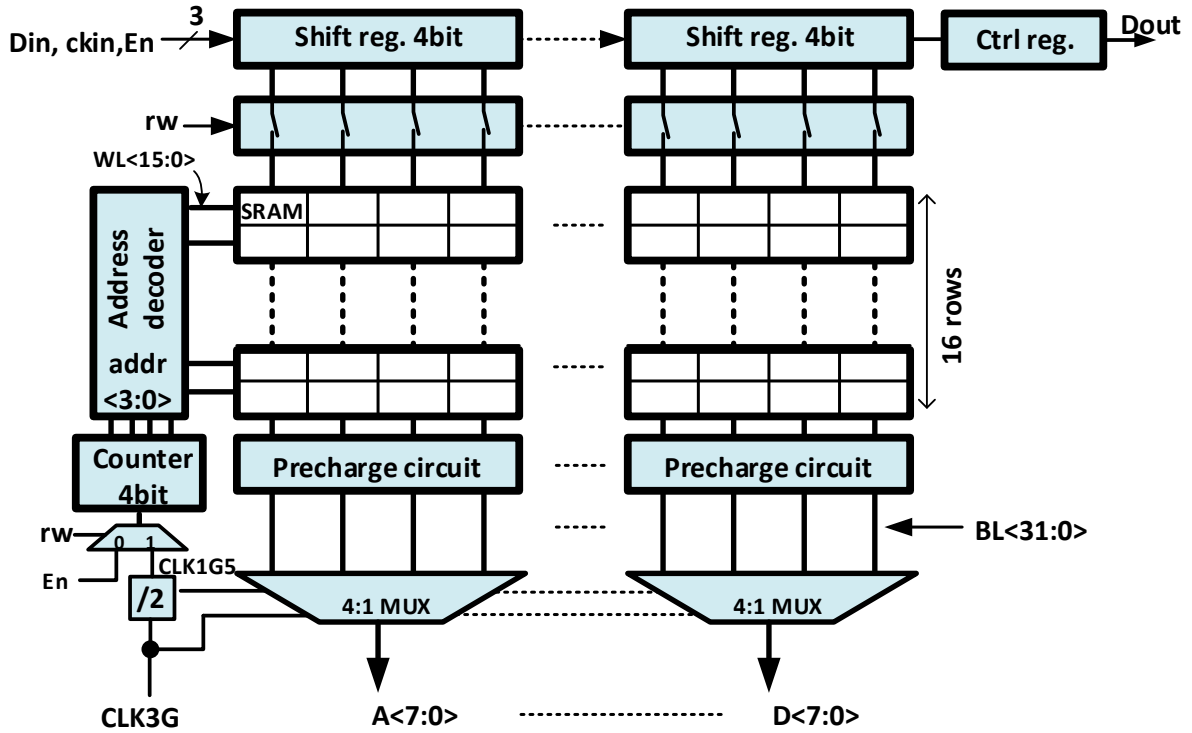 3
Din, ckin,En
Shift reg. 4bit
Shift reg. 4bit
Ctrl reg.
Dout
rw
WL<15:0>
SRAM
Address
decoder
addr
<3:0>
16 rows
Counter
4bit
Precharge circuit
Precharge circuit
rw
0 1
BL<31:0>
En
CLK1G5
/2
4:1 MUX
4:1 MUX
CLK3G
A<7:0>
D<7:0>